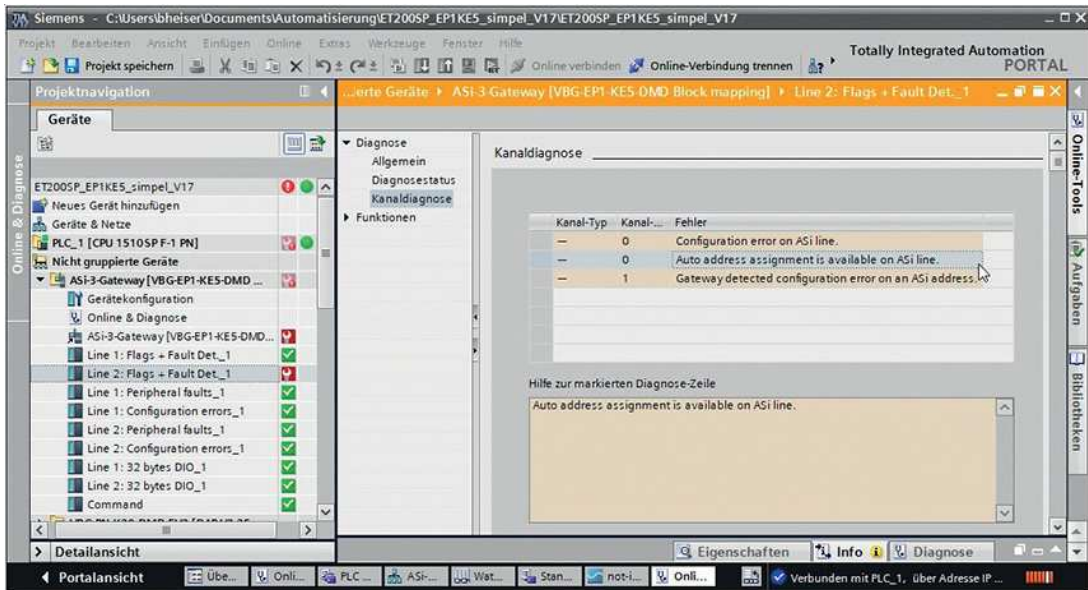 Siemens - C:\Users\bheiser\Documents\Automatisierung\ET200SP_EP1KE5_simpel_V17\ET200SP_EP1KE5_simpel_V17
Projekt Bearbeiten Ansicht Einfügen Online Extras Werkzeuge Fenster Hilfe
Totally Integrated Automation
PORTAL
Projekt speichern Online verbinden Online-Verbindung trennen
Projektnavigation
...erte Geräte ASi-3-Gateway [VBG-EP1-KE5-DMD Block mapping] Line 2: Flags + Fault Det._1
Geräte
Online & Diagnose
ET200SP_EP1KE5_simpel_V17
Neues Gerät hinzufügen
Geräte & Netze
PLC_1 [CPU 1510SP F-1 PN]
Nicht gruppierte Geräte
ASi-3-Gateway [VBG-EP1-KE5-DMD ...
Gerätekonfiguration
Online & Diagnose
ASi-3-Gateway [VBG-EP1-KE5-DMD...
Line 1: Flags + Fault Det._1
Line 2: Flags + Fault Det._1
Line 1: Peripheral faults_1
Line 1: Configuration errors_1
Line 2: Peripheral faults_1
Line 2: Configuration errors_1
Line 1: 32 bytes DIO_1
Line 2: 32 bytes DIO_1
Command
Detailansicht
Diagnose
Allgemein
Diagnosestatus
Kanaldiagnose
Funktionen
Kanaldiagnose
Kanal-Typ Kanal-... Fehler
— 0 Configuration error on ASi line.
— 0 Auto address assignment is available on ASi line.
— 1 Gateway detected configuration error on an ASi address.
Hilfe zur markierten Diagnose-Zeile
Auto address assignment is available on ASi line.
Online-Tools
Aufgaben
Bibliotheken
Eigenschaften Info Diagnose
Portalansicht Übe... Onli... PLC ... ASi-... Wat... Stan... not-i... Onli... Verbunden mit PLC_1, über Adresse IP ...